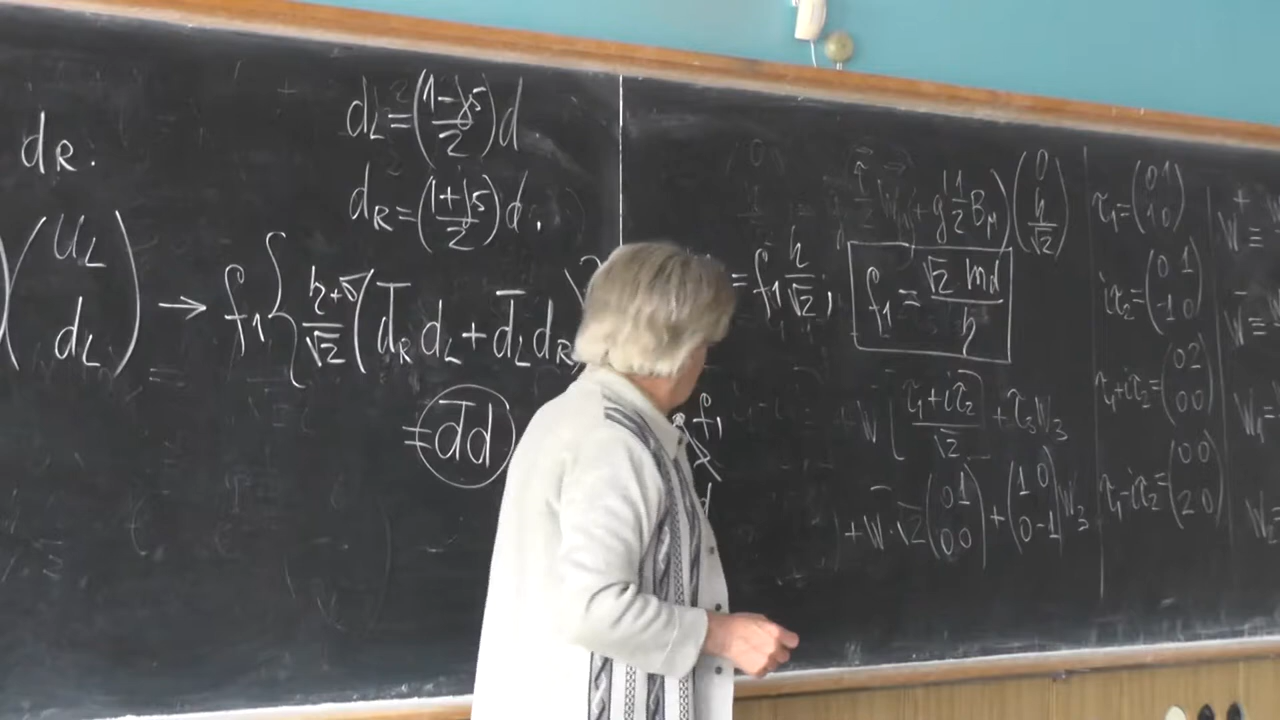 d_R.
d_L = ((1-γ5)/2) d
d_R = ((1+γ5)/2) d.
(u_L
d_L) → f_1 { (η+σ)/√2 ( d̄_R d_L + d̄_L d_R
= d̄d
+ g' 1/2 B_μ) (0
η/√2)
= f_1 η/√2 ;
f_1 = √2 m_d / η
f_1
d
+ W̄ [ (τ_1+iτ_2)/√2 + τ_3 W_3
+ W̄·√2 (0 1
0 0) + (1 0
0 -1) W_3
τ_1 = (0 1
1 0)
iτ_2 = (0 1
-1 0)
τ_1+iτ_2 = (0 2
0 0)
τ_1-iτ_2 = (0 0
2 0)
W⁺ ≡
W̄ ≡
W_1 =
W_2 =